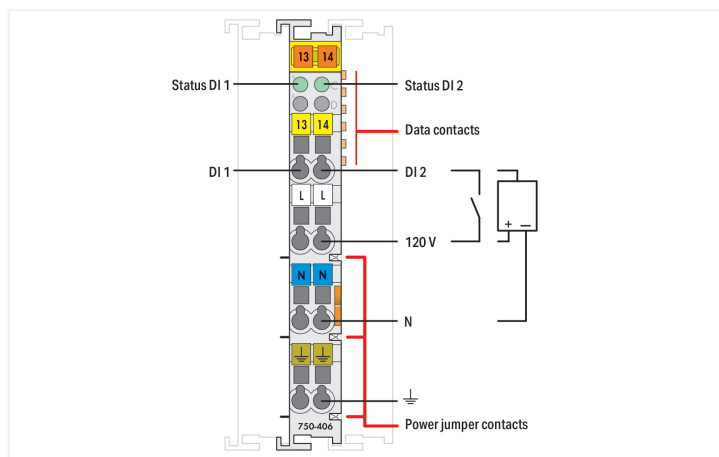 13 14
Status DI 1
C
Status DI 2
D
13 14
Data contacts
DI 1
DI 2
L L
+ –
120 V
N N
N
750-406
Power jumper contacts